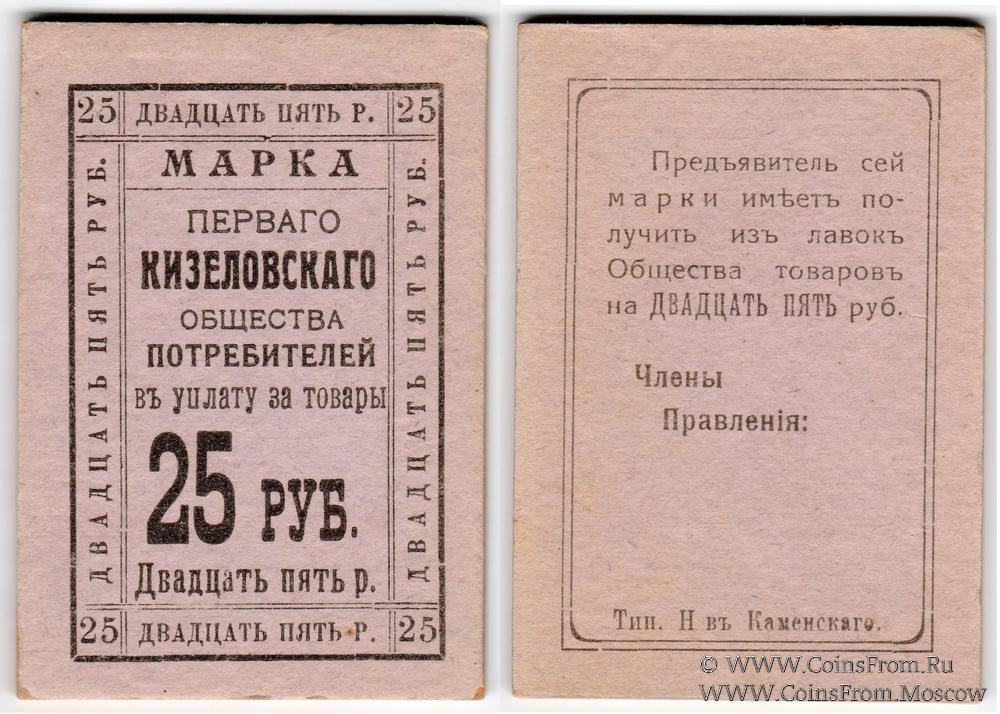 25 ДВАДЦАТЬ ПЯТЬ Р. 25
ДВАДЦАТЬ ПЯТЬ РУБ.
МАРКА
ПЕРВАГО
КИЗЕЛОВСКАГО
ОБЩЕСТВА
ПОТРЕБИТЕЛЕЙ
въ уплату за товары
25 РУБ.
Двадцать пять р.
ДВАДЦАТЬ ПЯТЬ РУБ.
25 ДВАДЦАТЬ ПЯТЬ Р. 25
Предъявитель сей
марки имѣетъ по-
лучить изъ лавокъ
Общества товаровъ
на ДВАДЦАТЬ ПЯТЬ руб.
Члены
Правленія:
Тип. Н въ Каменскаго.
© WWW.CoinsFrom.Ru
WWW.CoinsFrom.Moscow